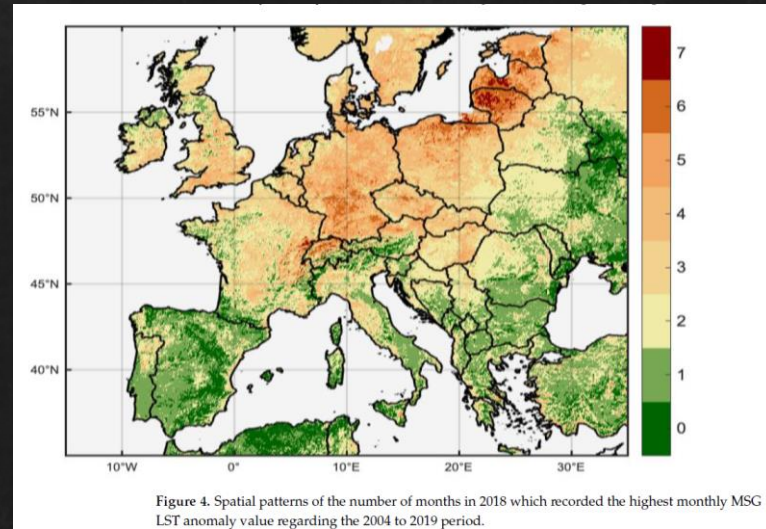 55°N
50°N
45°N
40°N
10°W 0° 10°E 20°E 30°E
7
6
5
4
3
2
1
0
Figure 4. Spatial patterns of the number of months in 2018 which recorded the highest monthly MSG
LST anomaly value regarding the 2004 to 2019 period.